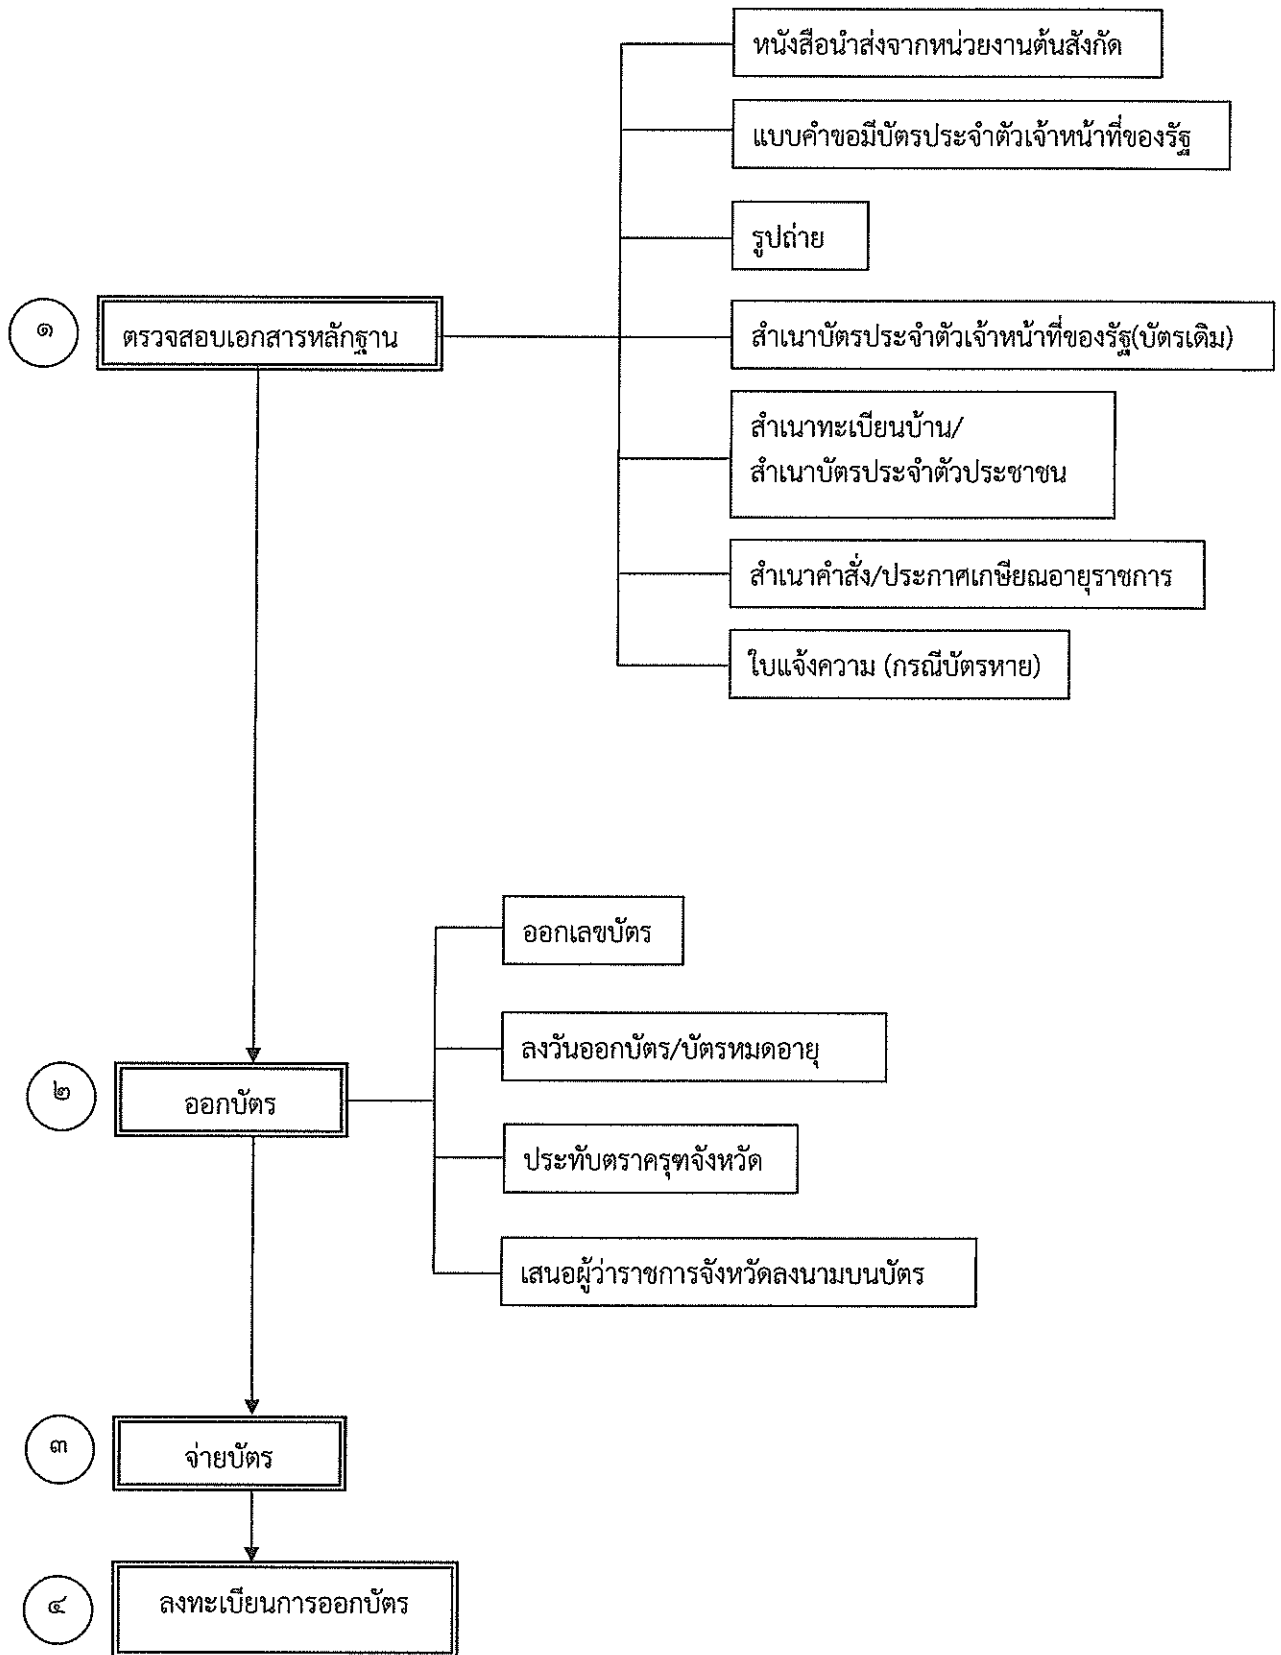 หนังสือนำส่งจากหน่วยงานต้นสังกัด
แบบคำขอมีบัตรประจำตัวเจ้าหน้าที่ของรัฐ
รูปถ่าย
๑
ตรวจสอบเอกสารหลักฐาน
สำเนาบัตรประจำตัวเจ้าหน้าที่ของรัฐ(บัตรเดิม)
สำเนาทะเบียนบ้าน/
สำเนาบัตรประจำตัวประชาชน
สำเนาคำสั่ง/ประกาศเกษียณอายุราชการ
ใบแจ้งความ (กรณีบัตรหาย)
๒
ออกบัตร
ออกเลขบัตร
ลงวันออกบัตร/บัตรหมดอายุ
ประทับตราครุฑจังหวัด
เสนอผู้ว่าราชการจังหวัดลงนามบนบัตร
๓
จ่ายบัตร
๔
ลงทะเบียนการออกบัตร